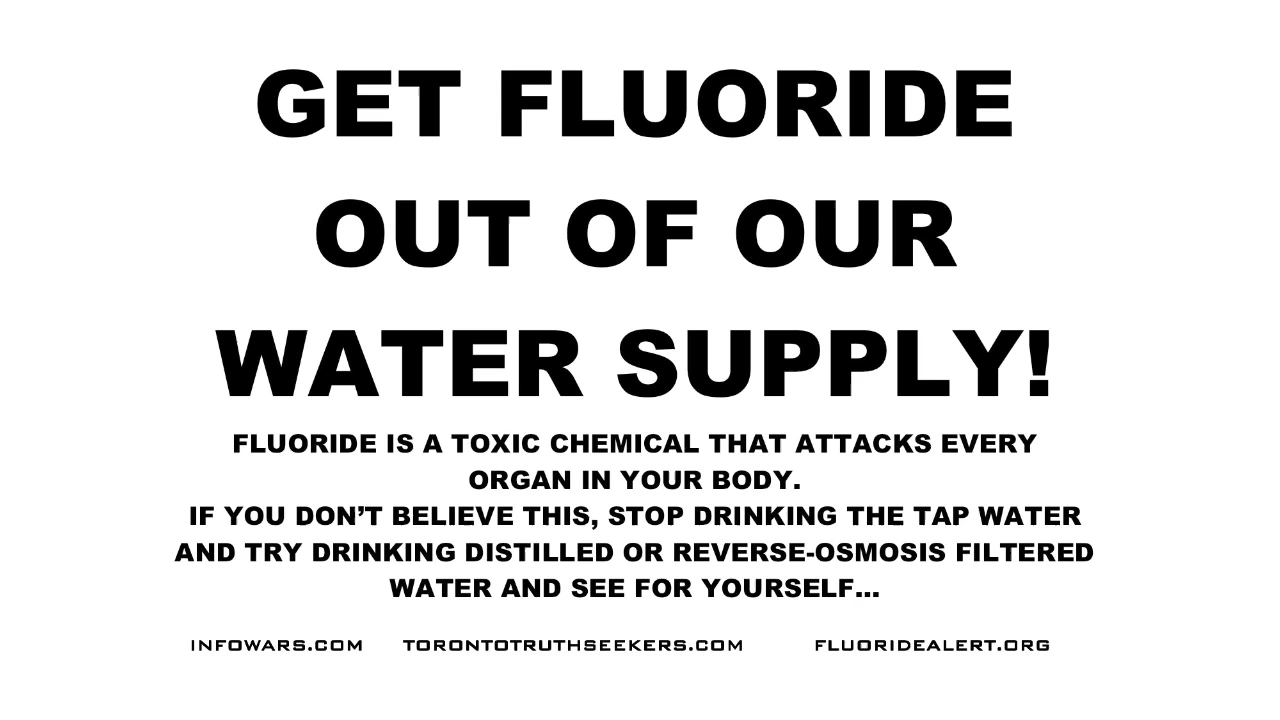 GET FLUORIDE
OUT OF OUR
WATER SUPPLY!
FLUORIDE IS A TOXIC CHEMICAL THAT ATTACKS EVERY
ORGAN IN YOUR BODY.
IF YOU DON’T BELIEVE THIS, STOP DRINKING THE TAP WATER
AND TRY DRINKING DISTILLED OR REVERSE-OSMOSIS FILTERED
WATER AND SEE FOR YOURSELF...
INFOWARS.COM TORONTOTRUTHSEEKERS.COM FLUORIDEALERT.ORG